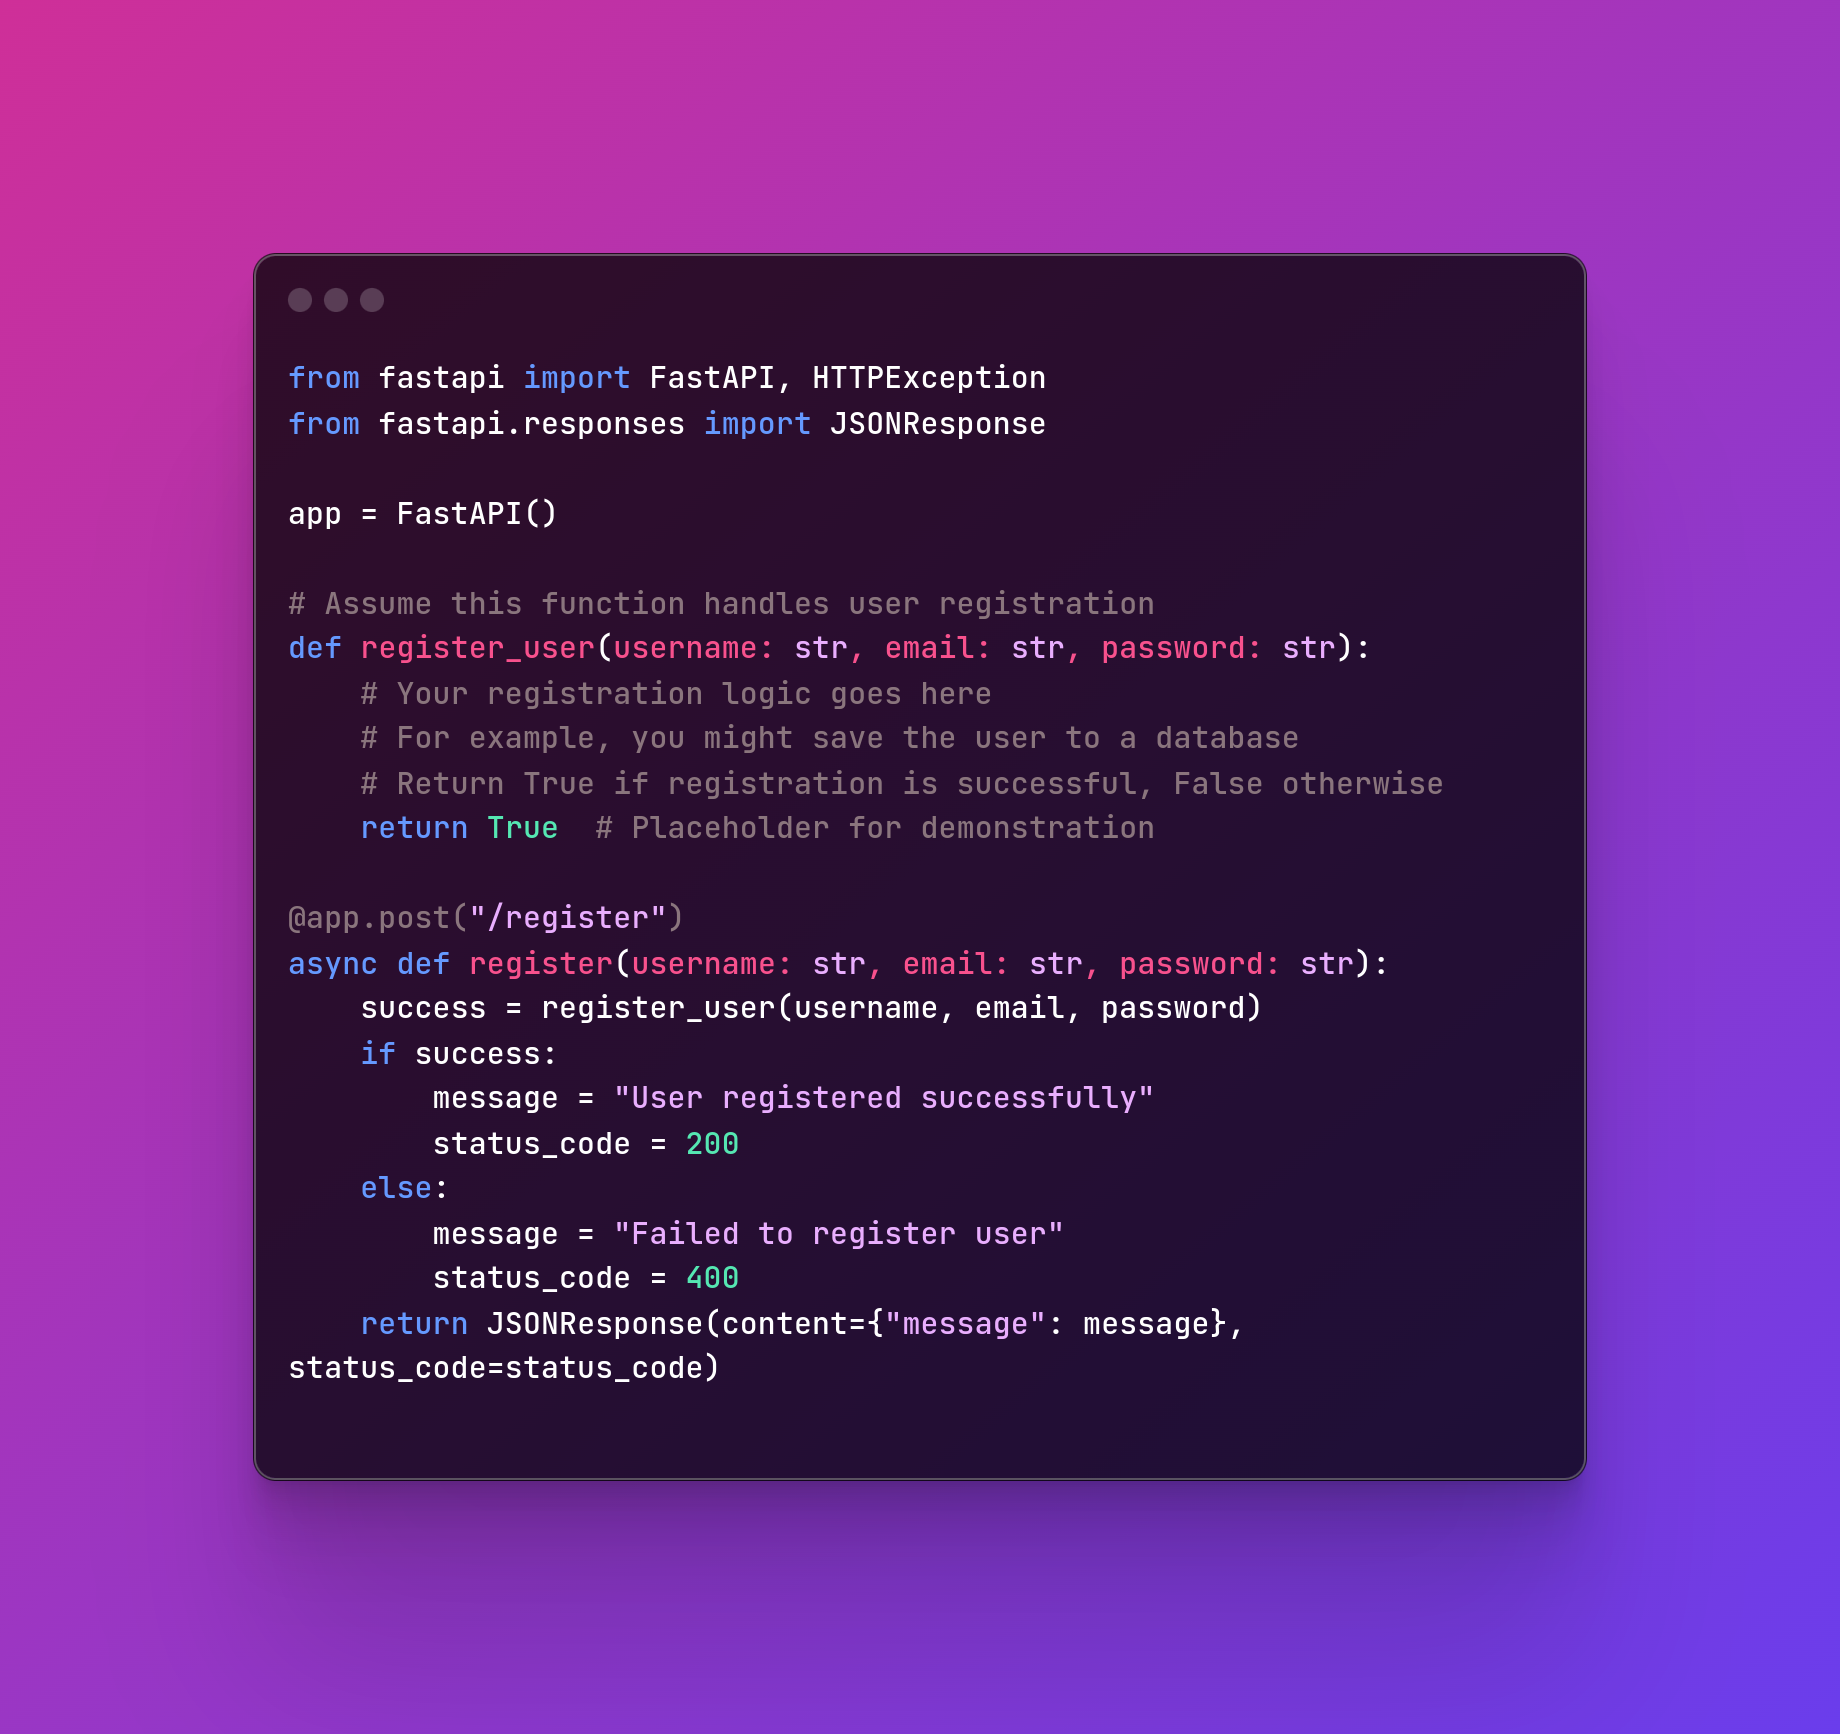 from fastapi import FastAPI, HTTPException
from fastapi.responses import JSONResponse

app = FastAPI()

# Assume this function handles user registration
def register_user(username: str, email: str, password: str):
    # Your registration logic goes here
    # For example, you might save the user to a database
    # Return True if registration is successful, False otherwise
    return True  # Placeholder for demonstration

@app.post("/register")
async def register(username: str, email: str, password: str):
    success = register_user(username, email, password)
    if success:
        message = "User registered successfully"
        status_code = 200
    else:
        message = "Failed to register user"
        status_code = 400
    return JSONResponse(content={"message": message},
status_code=status_code)